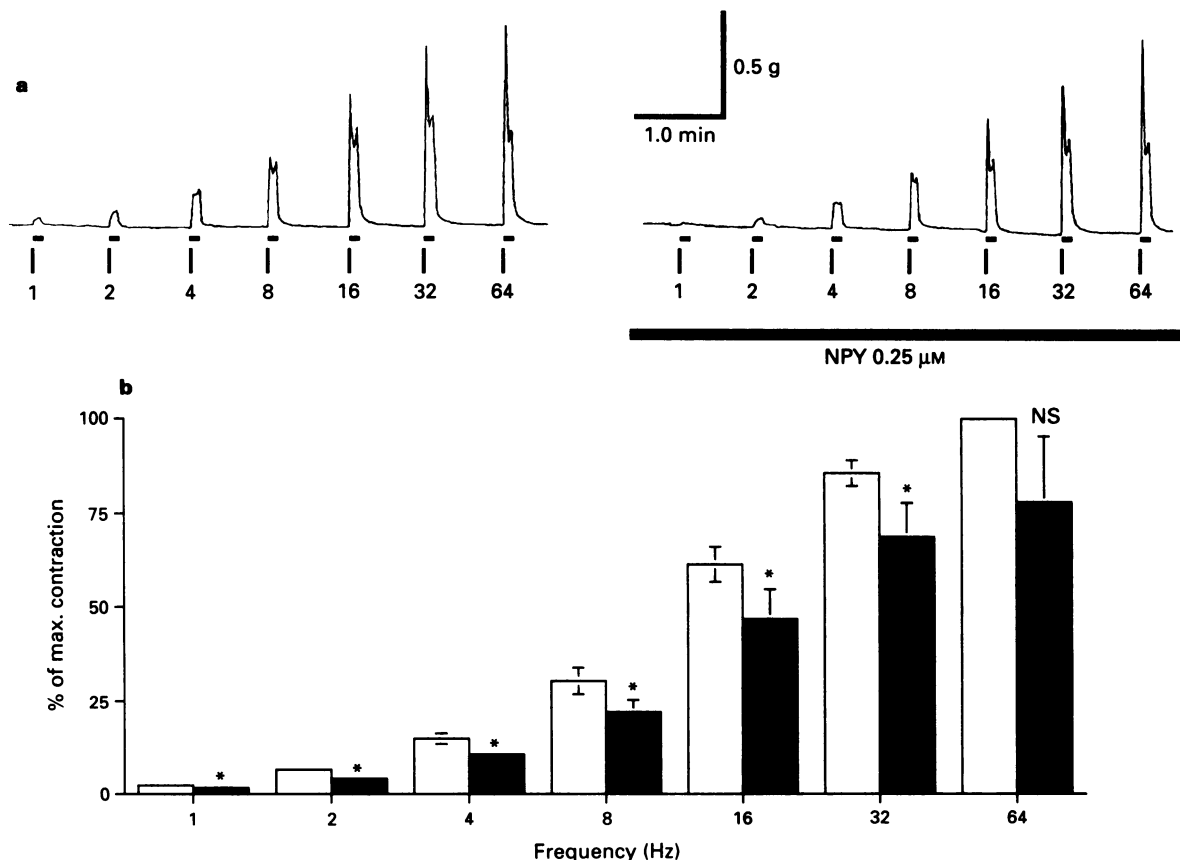 a
0.5 g
1.0 min
1 2 4 8 16 32 64
1 2 4 8 16 32 64
NPY 0.25 μM
b
100
75
50
25
0
% of max. contraction
* * * * * * NS
1 2 4 8 16 32 64
Frequency (Hz)